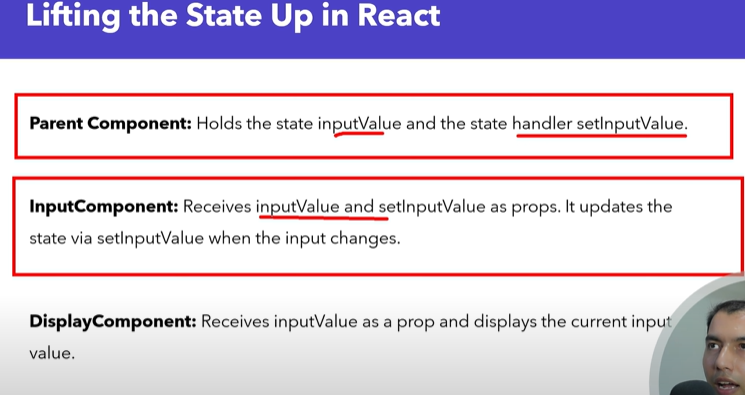 Lifting the State Up in React
Parent Component: Holds the state inputValue and the state handler setInputValue.
InputComponent: Receives inputValue and setInputValue as props. It updates the
state via setInputValue when the input changes.
DisplayComponent: Receives inputValue as a prop and displays the current input
value.